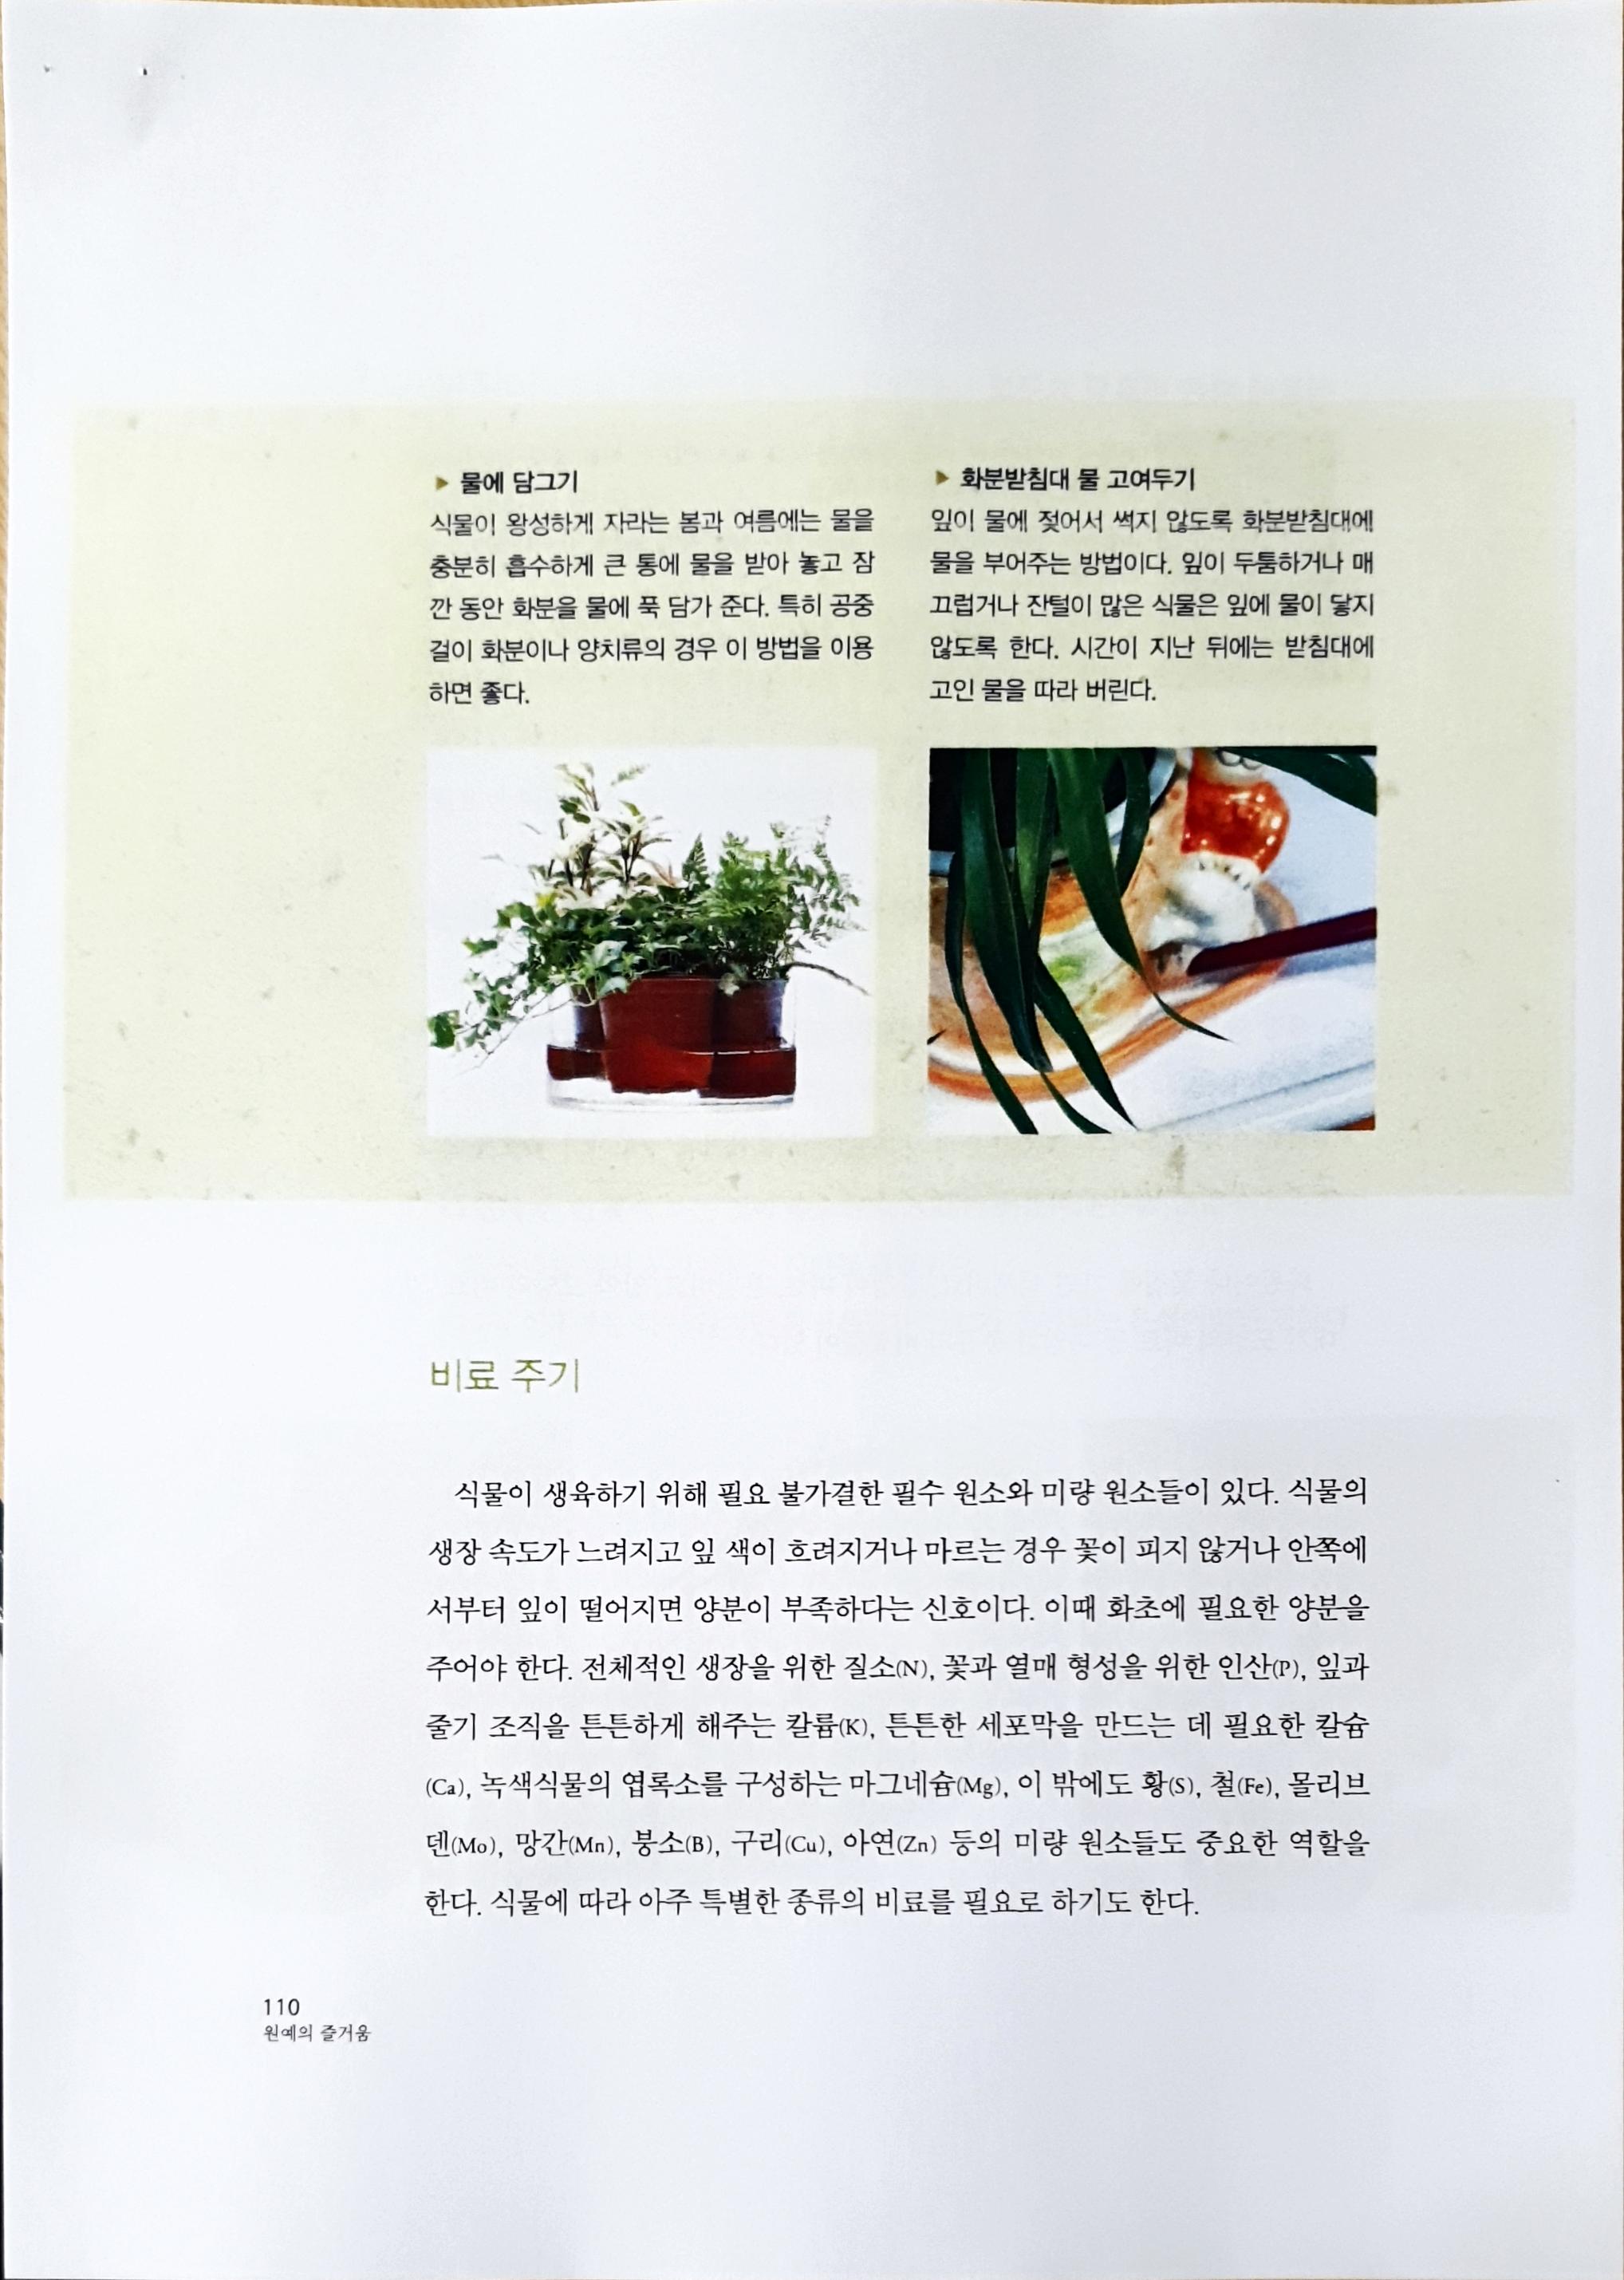 ▶ 물에 담그기
식물이 왕성하게 자라는 봄과 여름에는 물을
충분히 흡수하게 큰 통에 물을 받아 놓고 잠
깐 동안 화분을 물에 푹 담가 준다. 특히 공중
걸이 화분이나 양치류의 경우 이 방법을 이용
하면 좋다.
▶ 화분받침대 물 고여두기
잎이 물에 젖어서 썩지 않도록 화분받침대에
물을 부어주는 방법이다. 잎이 두툼하거나 매
끄럽거나 잔털이 많은 식물은 잎에 물이 닿지
않도록 한다. 시간이 지난 뒤에는 받침대에
고인 물을 따라 버린다.
비료 주기
식물이 생육하기 위해 필요 불가결한 필수 원소와 미량 원소들이 있다. 식물의
생장 속도가 느려지고 잎 색이 흐려지거나 마르는 경우 꽃이 피지 않거나 안쪽에
서부터 잎이 떨어지면 양분이 부족하다는 신호이다. 이때 화초에 필요한 양분을
주어야 한다. 전체적인 생장을 위한 질소(N), 꽃과 열매 형성을 위한 인산(P), 잎과
줄기 조직을 튼튼하게 해주는 칼륨(K), 튼튼한 세포막을 만드는 데 필요한 칼슘
(Ca), 녹색식물의 엽록소를 구성하는 마그네슘(Mg), 이 밖에도 황(S), 철(Fe), 몰리브
덴(Mo), 망간(Mn), 붕소(B), 구리(Cu), 아연(Zn) 등의 미량 원소들도 중요한 역할을
한다. 식물에 따라 아주 특별한 종류의 비료를 필요로 하기도 한다.
110
원예의 즐거움